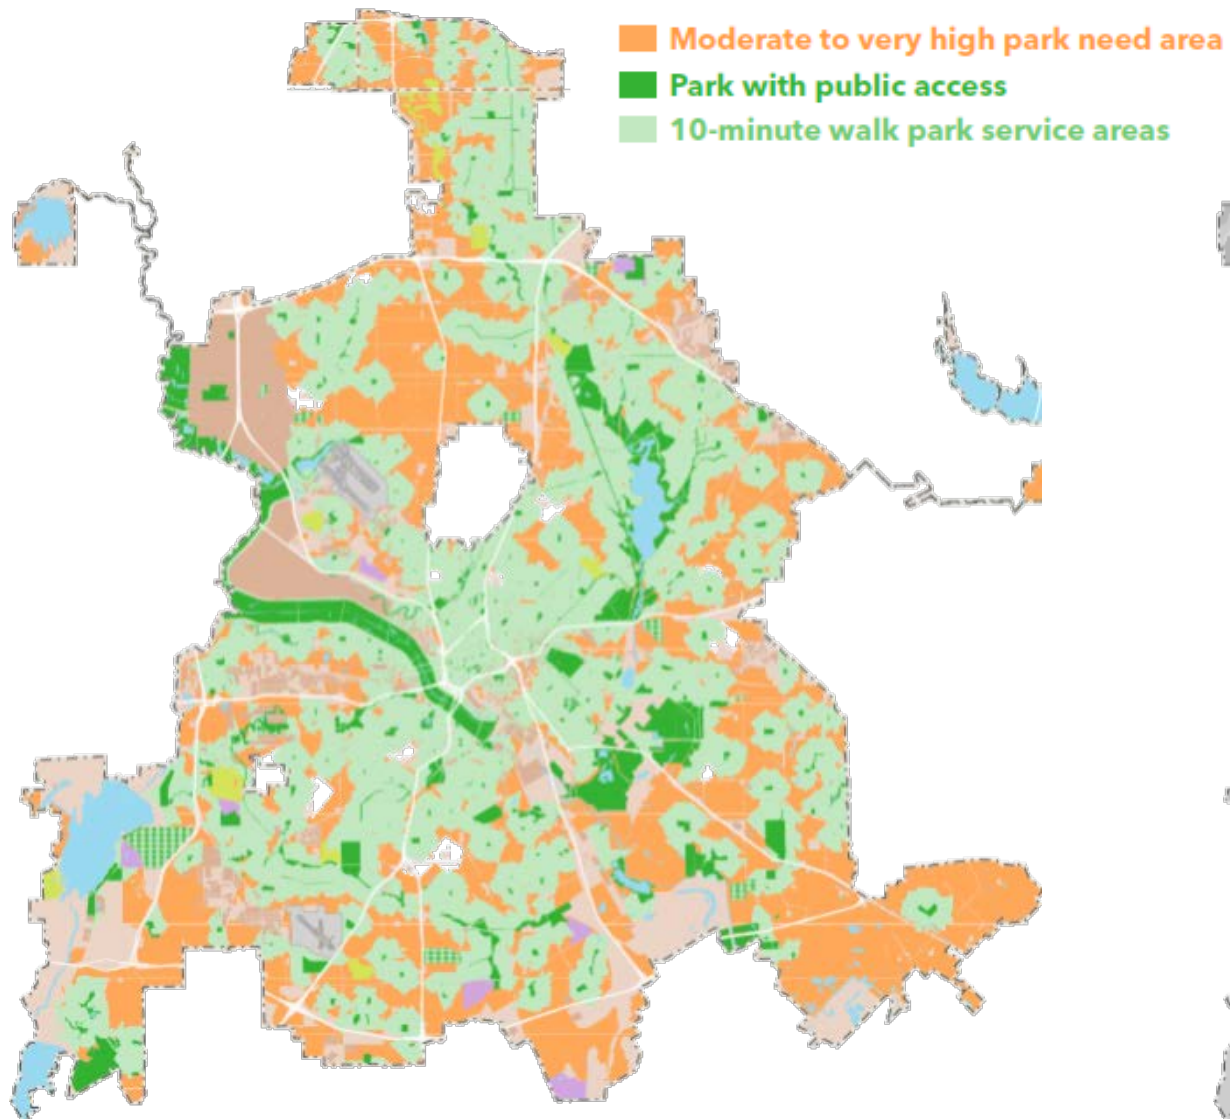 Moderate to very high park need area
Park with public access
10-minute walk park service areas